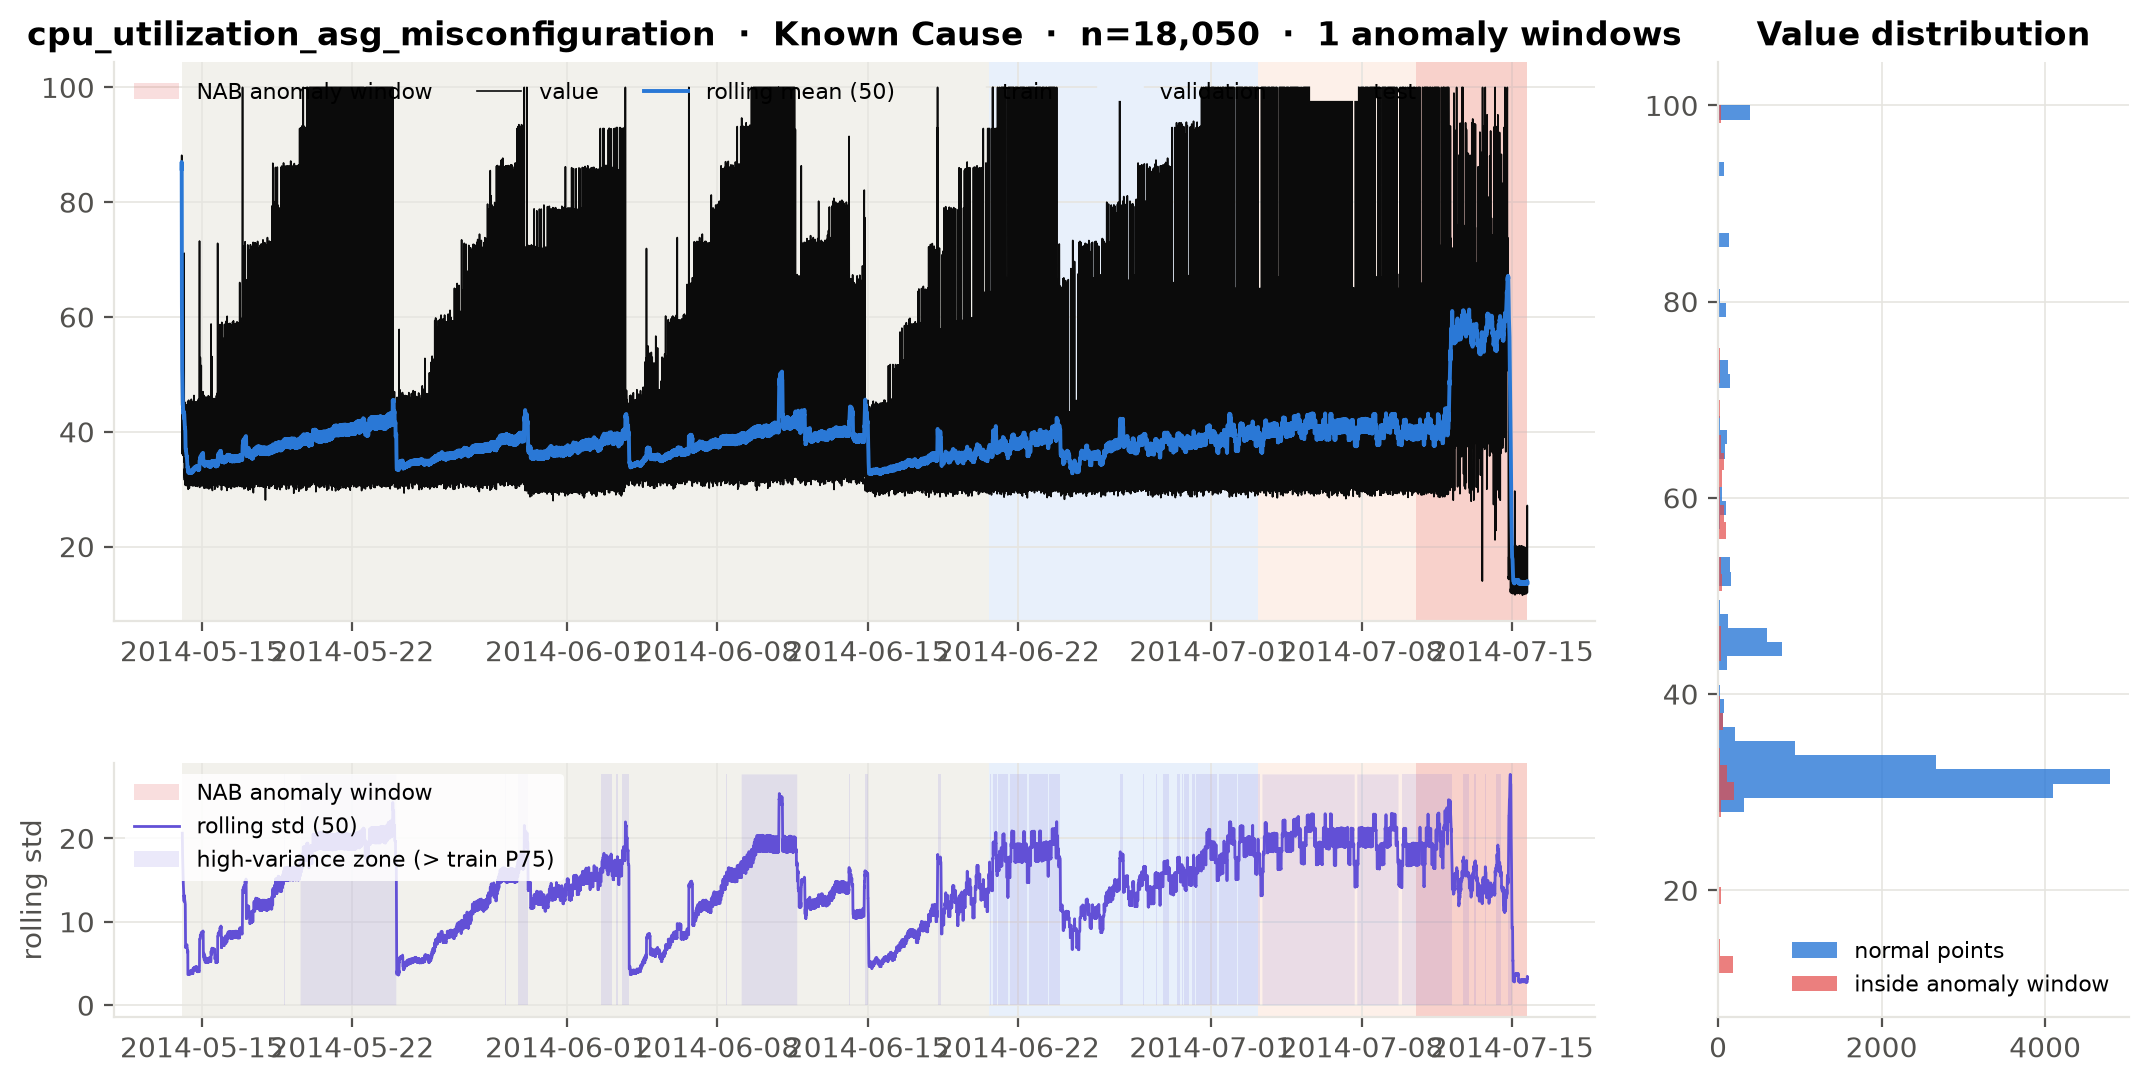 cpu_utilization_asg_misconfiguration · Known Cause · n=18,050 · 1 anomaly windows
Value distribution
NAB anomaly window
value
rolling mean (50)
train
validation
test
100
80
60
40
20
2014-05-15
2014-05-22
2014-06-01
2014-06-08
2014-06-15
2014-06-22
2014-07-01
2014-07-08
2014-07-15
rolling std
20
10
0
NAB anomaly window
rolling std (50)
high-variance zone (> train P75)
2014-05-15
2014-05-22
2014-06-01
2014-06-08
2014-06-15
2014-06-22
2014-07-01
2014-07-08
2014-07-15
100
80
60
40
20
normal points
inside anomaly window
0
2000
4000